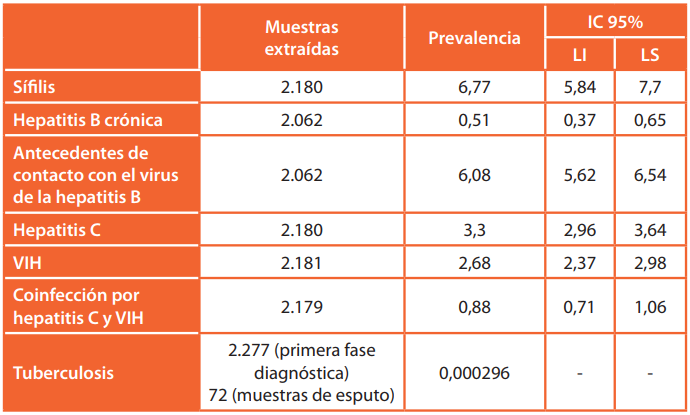 Muestras extraídas Prevalencia IC 95%
LI LS
Sífilis 2.180 6,77 5,84 7,7
Hepatitis B crónica 2.062 0,51 0,37 0,65
Antecedentes de
contacto con el virus
de la hepatitis B 2.062 6,08 5,62 6,54
Hepatitis C 2.180 3,3 2,96 3,64
VIH 2.181 2,68 2,37 2,98
Coinfección por
hepatitis C y VIH 2.179 0,88 0,71 1,06
Tuberculosis 2.277 (primera fase
diagnóstica)
72 (muestras de esputo) 0,000296 - -